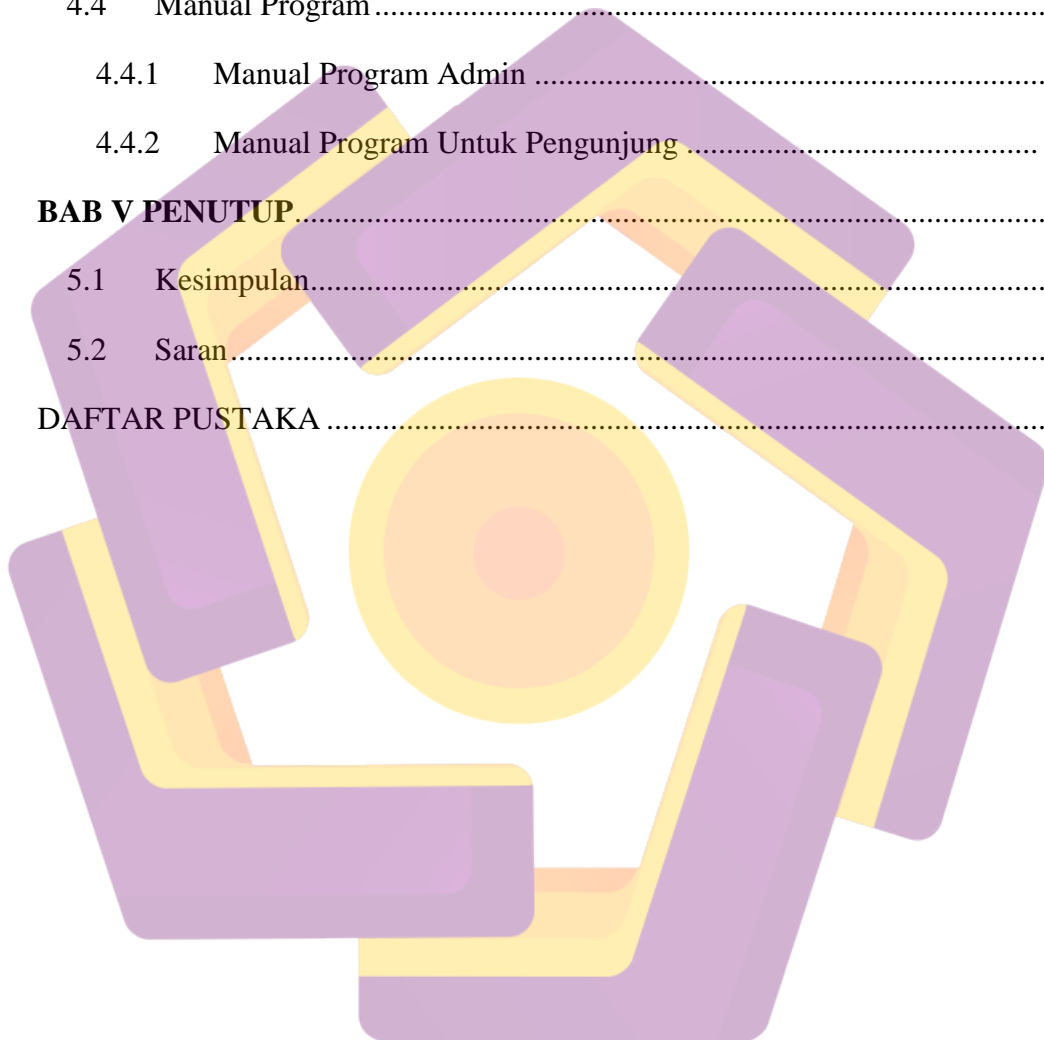 4.4 Manual Program........................................................................................
4.4.1 Manual Program Admin ................................................................
4.4.2 Manual Program Untuk Pengunjung ............................................
BAB V PENUTUP..............................................................................................
5.1 Kesimpulan............................................................................................
5.2 Saran......................................................................................................
DAFTAR PUSTAKA ..........................................................................................